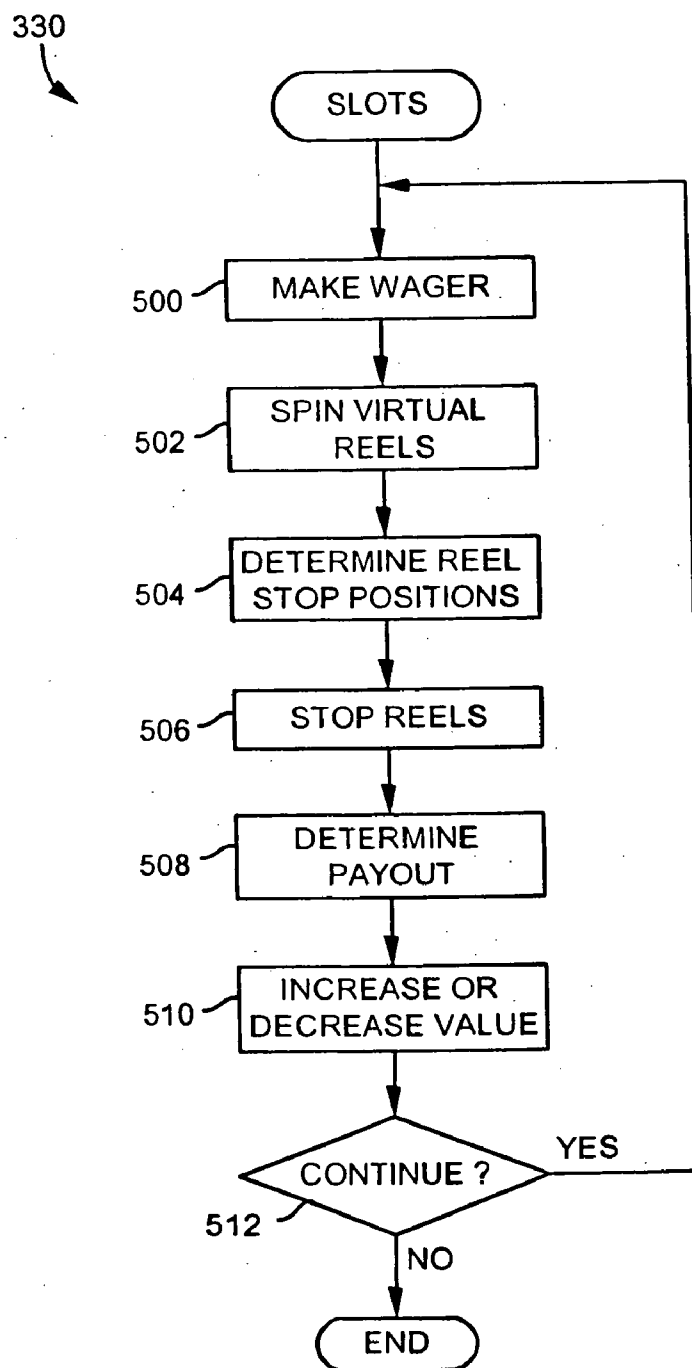 330
SLOTS
500
MAKE WAGER
502
SPIN VIRTUAL
REELS
504
DETERMINE REEL
STOP POSITIONS
506
STOP REELS
508
DETERMINE
PAYOUT
510
INCREASE OR
DECREASE VALUE
CONTINUE ?
YES
512
NO
END